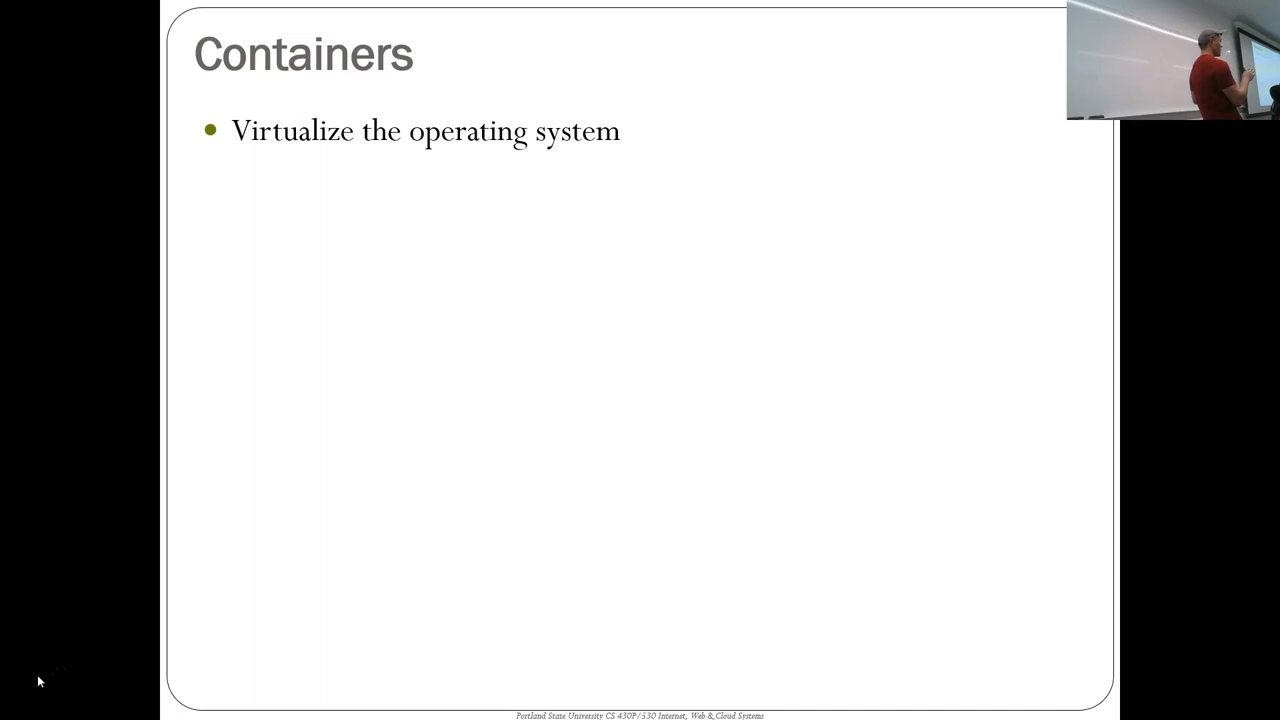 Containers
Virtualize the operating system
Portland State University CS 430P/530 Internet, Web & Cloud Systems